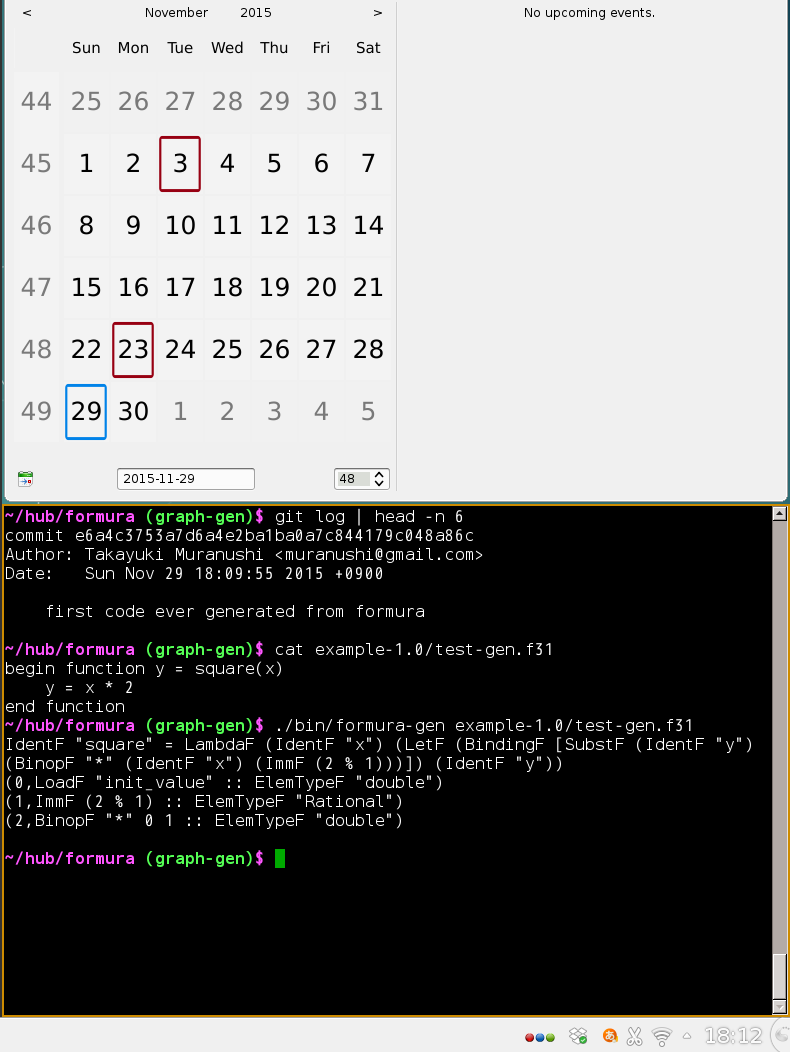 < November 2015 >
No upcoming events.
Sun Mon Tue Wed Thu Fri Sat
44 25 26 27 28 29 30 31
45 1 2 3 4 5 6 7
46 8 9 10 11 12 13 14
47 15 16 17 18 19 20 21
48 22 23 24 25 26 27 28
49 29 30 1 2 3 4 5
2015-11-29 48
~/hub/formura (graph-gen)$ git log | head -n 6
commit e6a4c3753a7d6a4e2ba1ba0a7c844179c048a86c
Author: Takayuki Muranushi <muranushi@gmail.com>
Date:   Sun Nov 29 18:09:55 2015 +0900
    first code ever generated from formura
~/hub/formura (graph-gen)$ cat example-1.0/test-gen.f31
begin function y = square(x)
    y = x * 2
end function
~/hub/formura (graph-gen)$ ./bin/formura-gen example-1.0/test-gen.f31
IdentF "square" = LambdaF (IdentF "x") (LetF (BindingF [SubstF (IdentF "y")
(BinopF "*" (IdentF "x") (ImmF (2 % 1)))]) (IdentF "y"))
(0,LoadF "init_value" :: ElemTypeF "double")
(1,ImmF (2 % 1) :: ElemTypeF "Rational")
(2,BinopF "*" 0 1 :: ElemTypeF "double")
~/hub/formura (graph-gen)$
あ 18:12